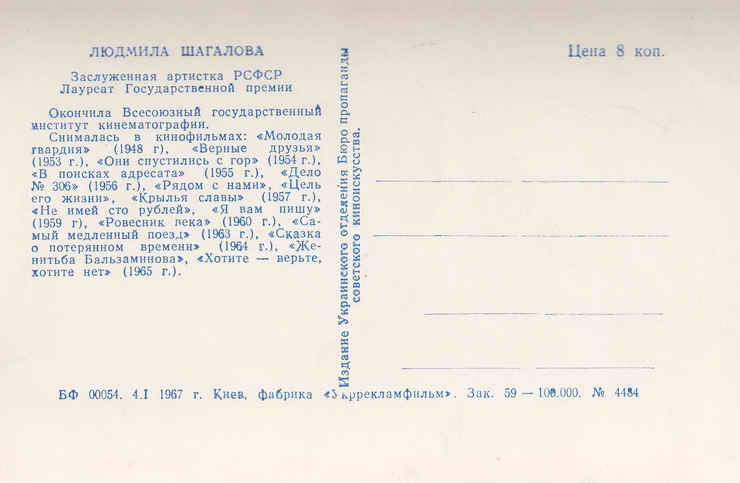 ЛЮДМИЛА ШАГАЛОВА
Заслуженная артистка РСФСР
Лауреат Государственной премии
Окончила Всесоюзный государственный
институт кинематографии.
Снималась в кинофильмах: «Молодая
гвардия» (1948 г), «Верные друзья»
(1953 г.), «Они спустились с гор» (1954 г.),
«В поисках адресата» (1955 г.), «Дело
№ 306» (1956 г.), «Рядом с нами», «Цель
его жизни», «Крылья славы» (1957 г.),
«Не имей сто рублей», «Я вам пишу»
(1959 г), «Ровесник века» (1960 г.), «Са-
мый медленный поезд» (1963 г.), «Сказка
о потерянном времени» (1964 г.), «Же-
нитьба Бальзаминова», «Хотите — верьте,
хотите нет» (1965 г.).
Издание Украинского отделения Бюро пропаганды
советского киноискусства.
Цена 8 коп.
БФ 00054. 4.I 1967 г. Киев, фабрика «Укррекламфильм». Зак. 59 — 100.000. № 4484